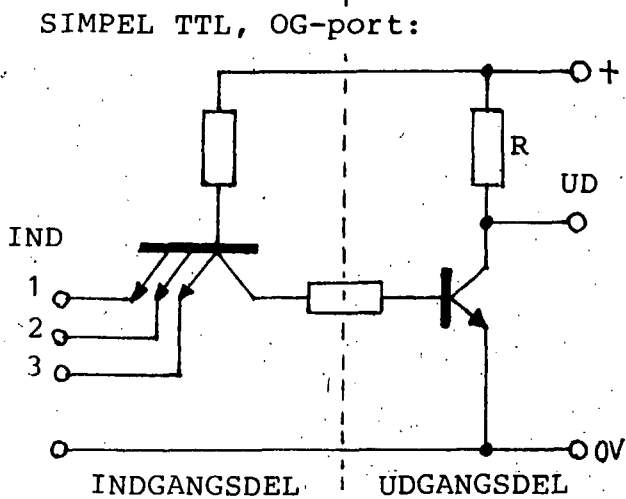 SIMPEL TTL, OG-port:
+
R
UD
IND
1
2
3
0V
INDGANGSDEL
UDGANGSDEL